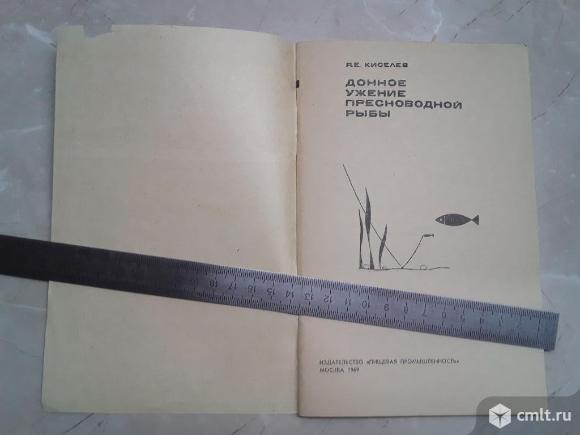 Я.Е. КИСЕЛЕВ
ДОННОЕ
УЖЕНИЕ
ПРЕСНОВОДНОЙ
РЫБЫ
ИЗДАТЕЛЬСТВО «ПИЩЕВАЯ ПРОМЫШЛЕННОСТЬ»
МОСКВА 1969
cmlt.ru